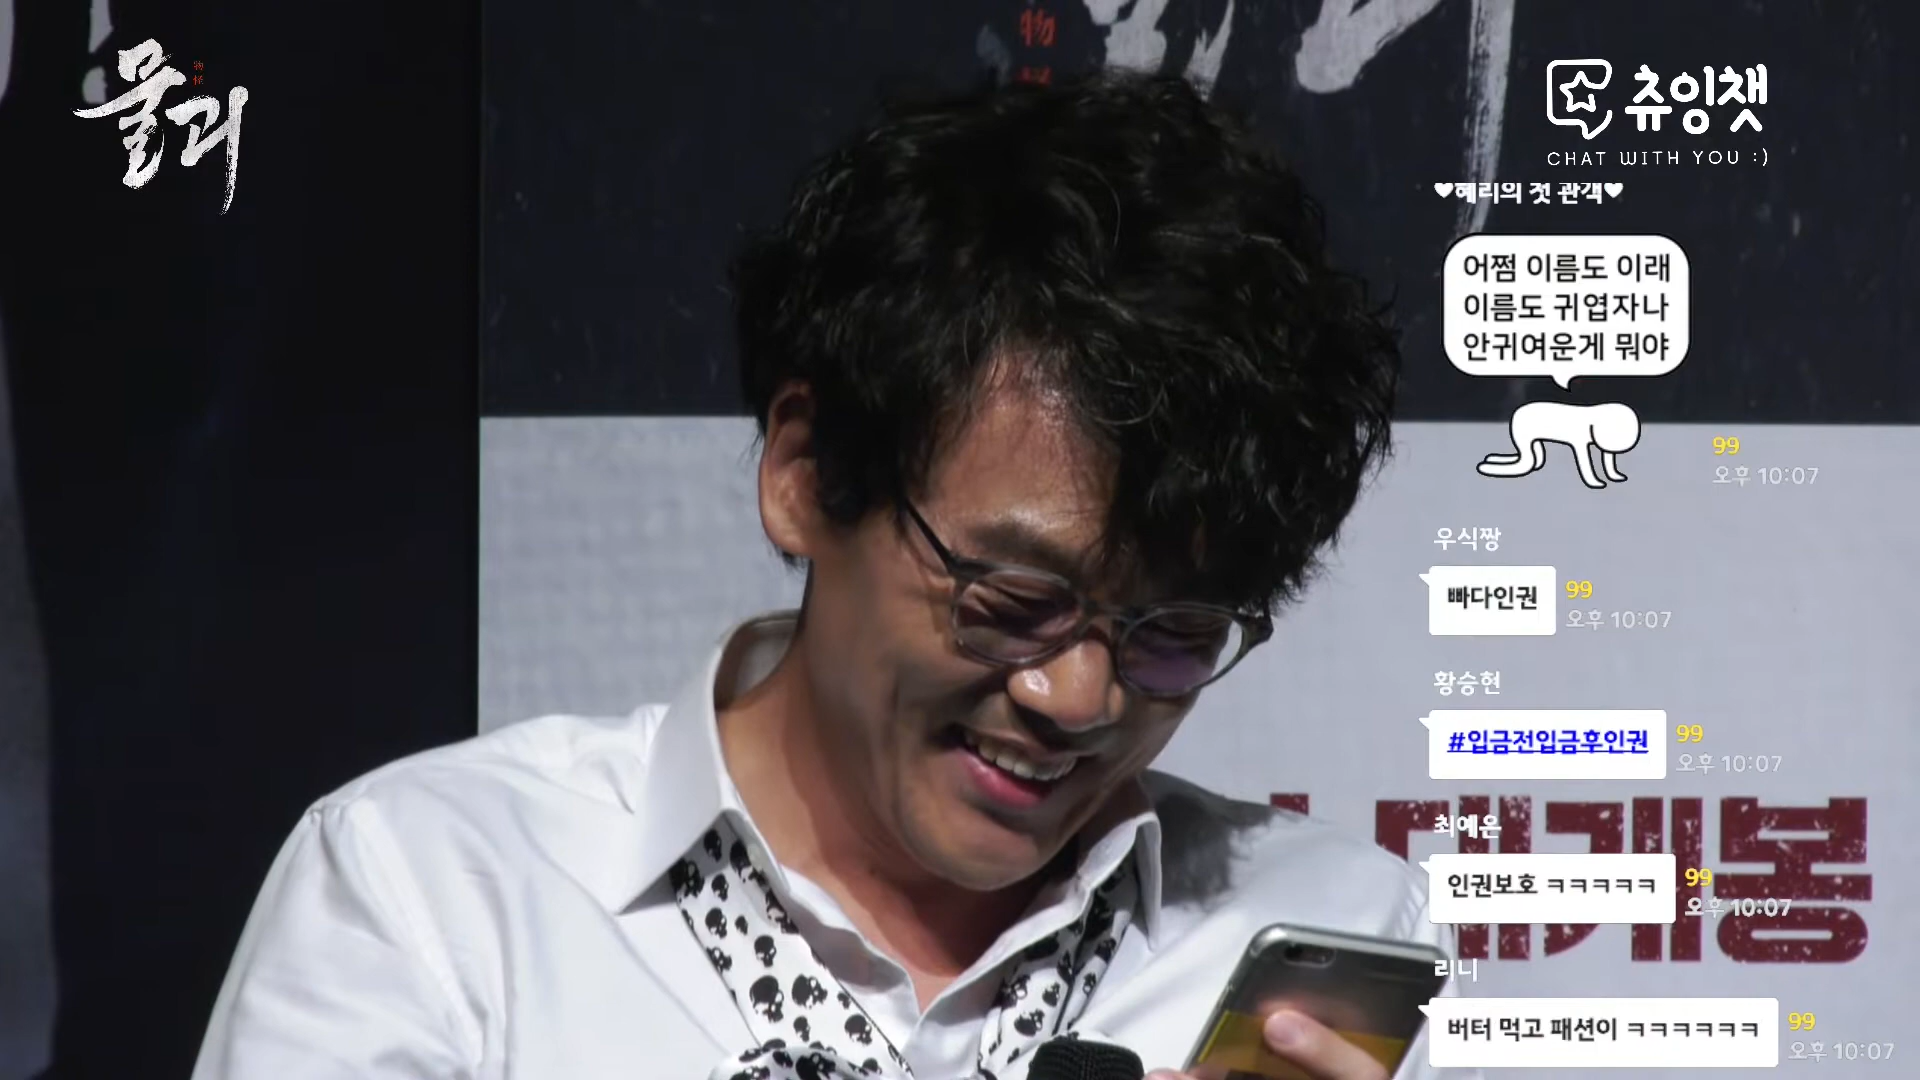 물괴
物
怪
物
츄잉챗
CHAT WITH YOU :)
♥혜리의 첫 관객♥
어쩜 이름도 이래
이름도 귀엽자나
안귀여운게 뭐야
99
오후 10:07
우식짱
빠다인권
99
오후 10:07
황승현
#입금전입금후인권
99
오후 10:07
최예은
인권보호 ㅋㅋㅋㅋㅋ
99
오후 10:07
대개봉
리니
버터 먹고 패션이 ㅋㅋㅋㅋㅋㅋ
99
오후 10:07